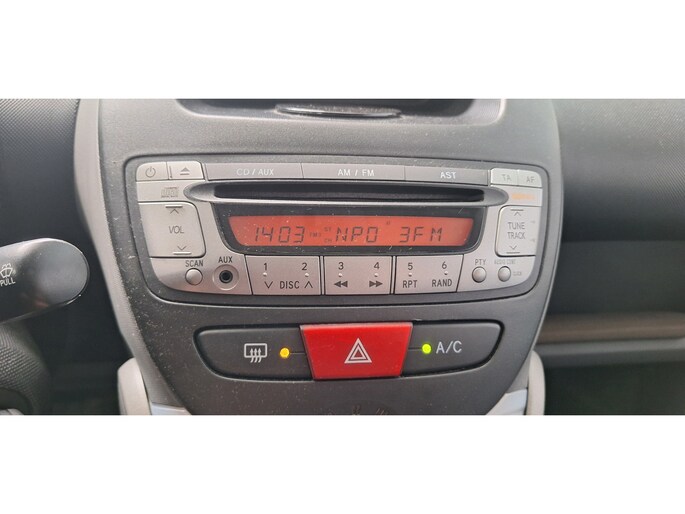 CD / AUX AM / FM AST TA AF
VOL
1403 NPO 3FM
TUNE
TRACK
SCAN AUX 1 2 3 4 5 6 PTY
DISC RPT RAND
PULL
A/C